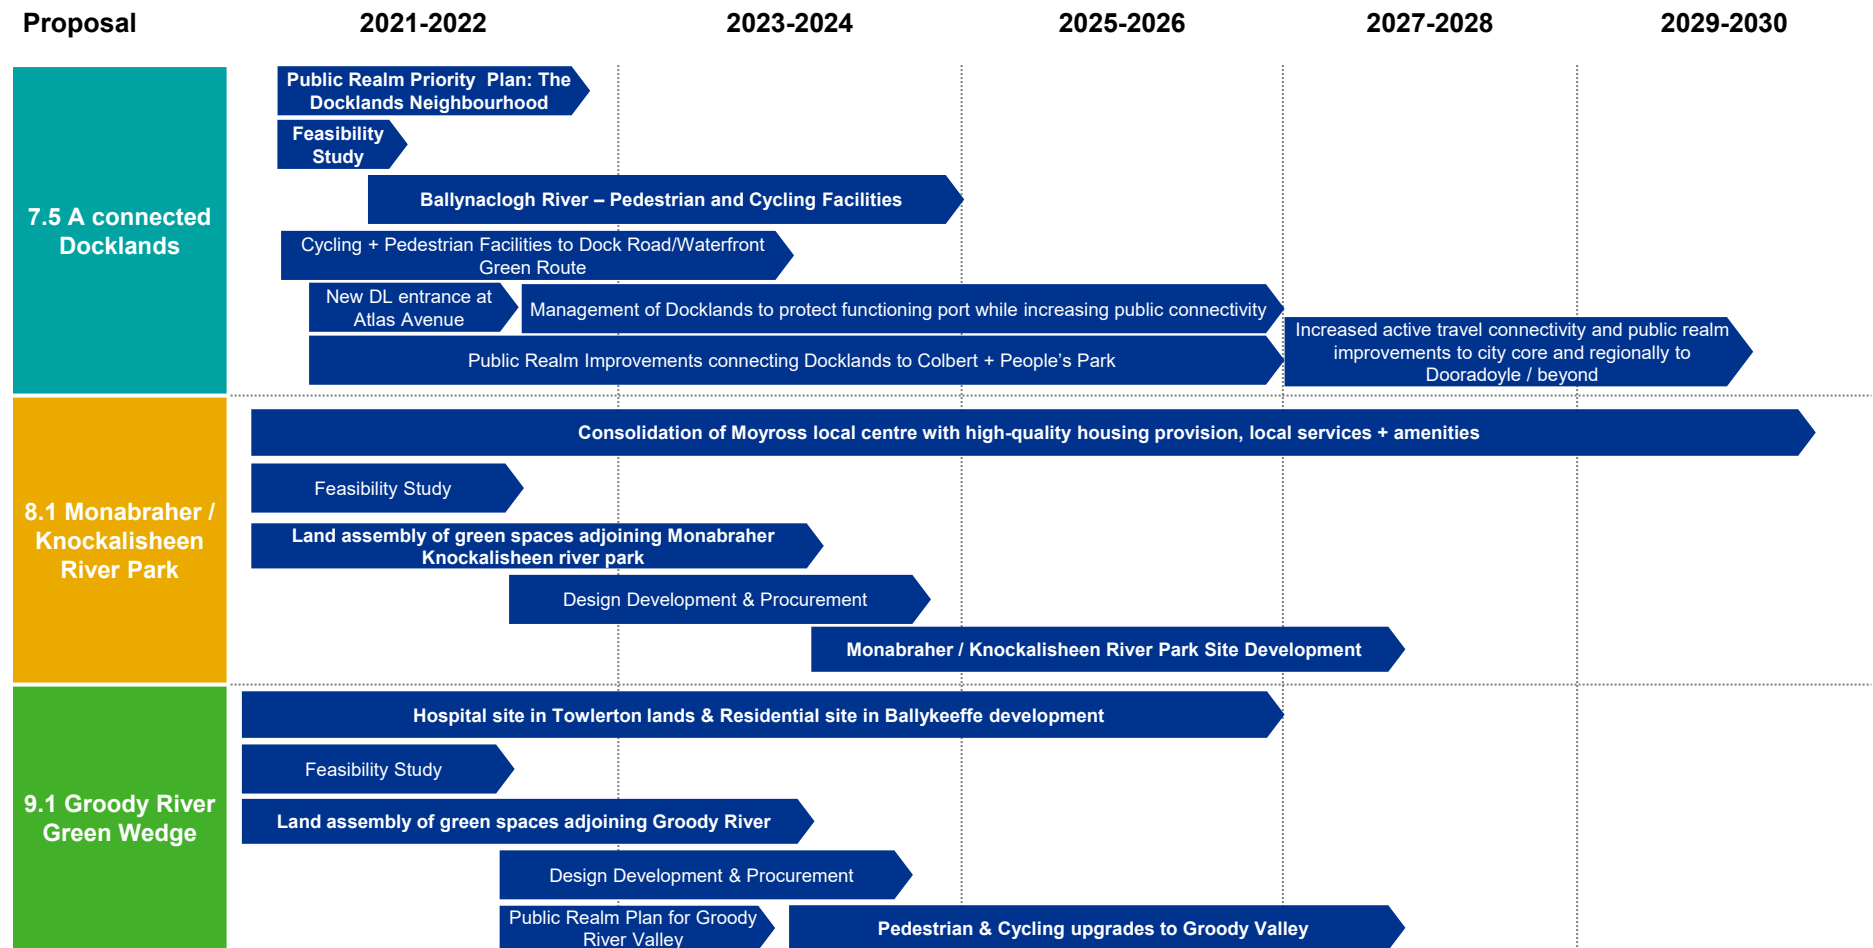 Proposal
2021-2022
2023-2024
2025-2026
2027-2028
2029-2030
7.5 A connected
Docklands
Public Realm Priority Plan: The
Docklands Neighbourhood
Feasibility
Study
Ballynaclogh River – Pedestrian and Cycling Facilities
Cycling + Pedestrian Facilities to Dock Road/Waterfront
Green Route
New DL entrance at
Atlas Avenue
Management of Docklands to protect functioning port while increasing public connectivity
Public Realm Improvements connecting Docklands to Colbert + People's Park
Increased active travel connectivity and public realm
improvements to city core and regionally to
Dooradoyle / beyond
8.1 Monabraher /
Knockalisheen
River Park
Consolidation of Moyross local centre with high-quality housing provision, local services + amenities
Feasibility Study
Land assembly of green spaces adjoining Monabraher
Knockalisheen river park
Design Development & Procurement
Monabraher / Knockalisheen River Park Site Development
9.1 Groody River
Green Wedge
Hospital site in Towlerton lands & Residential site in Ballykeeffe development
Feasibility Study
Land assembly of green spaces adjoining Groody River
Design Development & Procurement
Public Realm Plan for Groody
River Valley
Pedestrian & Cycling upgrades to Groody Valley